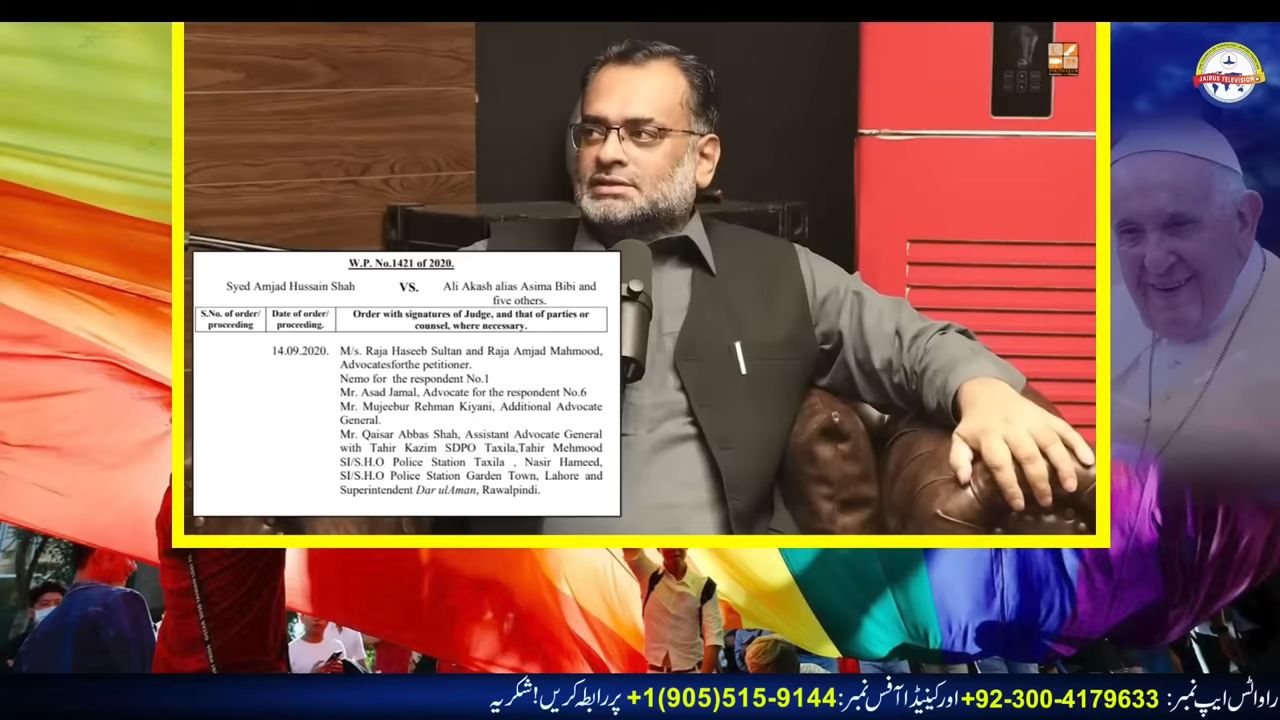 JAIRUS TELEVISION
W.P. No.1421 of 2020.
Syed Amjad Hussain Shah VS. Ali Akash alias Asima Bibi and
five others.
S.No. of order/ Date of order/ Order with signatures of Judge, and that of parties or
proceeding proceeding. counsel, where necessary.
14.09.2020. M/s. Raja Haseeb Sultan and Raja Amjad Mahmood,
Advocatesforthe petitioner.
Nemo for the respondent No.1
Mr. Asad Jamal, Advocate for the respondent No.6
Mr. Mujeebur Rehman Kiyani, Additional Advocate
General.
Mr. Qaisar Abbas Shah, Assistant Advocate General
with Tahir Kazim SDPO Taxila,Tahir Mehmood
SI/S.H.O Police Station Taxila , Nasir Hameed,
SI/S.H.O Police Station Garden Town, Lahore and
Superintendent Dar ulAman, Rawalpindi.
راواٹس ایپ نمبر: +92-300-4179633 اور کینیڈا آفس نمبر: +1(905)515-9144 پر رابطہ کریں! شکریہ